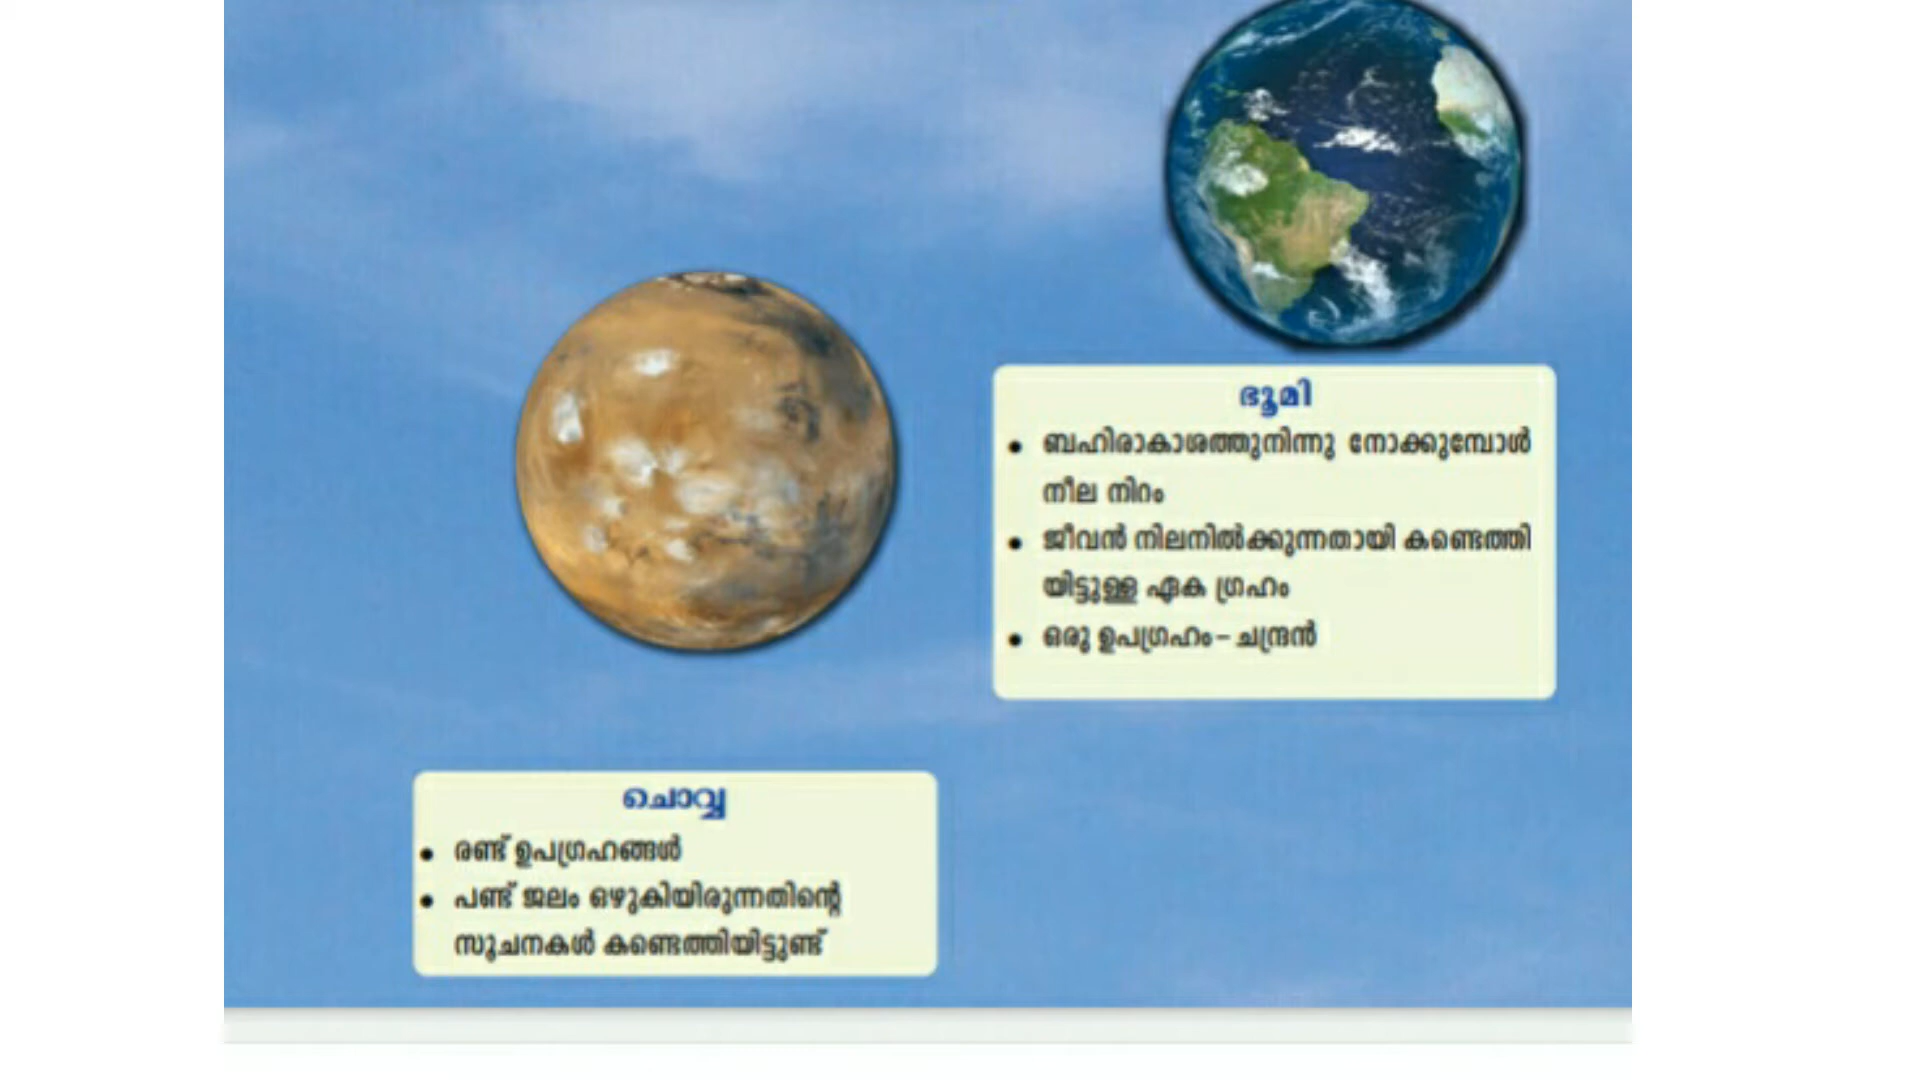 ഭൂമി
• ബഹിരാകാശത്തുനിന്നു നോക്കുമ്പോൾ
നീല നിറം
• ജീവൻ നിലനിൽക്കുന്നതായി കണ്ടെത്തി
യിട്ടുള്ള ഏക ഗ്രഹം
• ഒരു ഉപഗ്രഹം – ചന്ദ്രൻ
ചൊവ്വ
• രണ്ട് ഉപഗ്രഹങ്ങൾ
• പണ്ട് ജലം ഒഴുകിയിരുന്നതിന്റെ
സൂചനകൾ കണ്ടെത്തിയിട്ടുണ്ട്